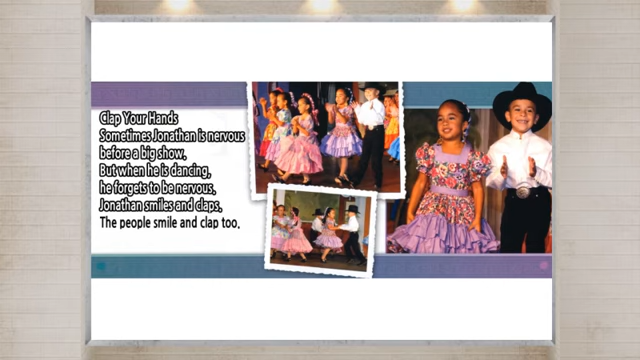 Clap Your Hands
Sometimes Jonathan is nervous
before a big show.
But when he is dancing,
he forgets to be nervous.
Jonathan smiles and claps.
The people smile and clap too.